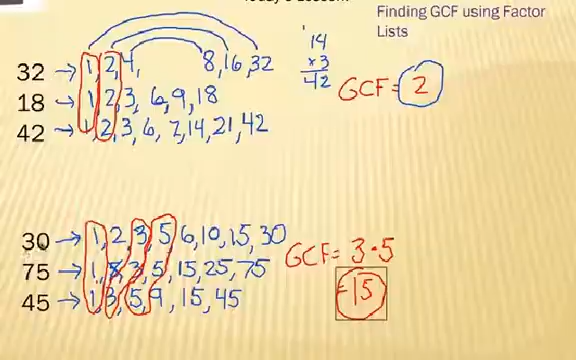 Today's Lesson:
Finding GCF using Factor
Lists
32 → 1, 2, 4, 8, 16, 32
18 → 1, 2, 3, 6, 9, 18
42 → 1, 2, 3, 6, 7, 14, 21, 42
14
×3
42
GCF = 2
30 → 1, 2, 3, 5, 6, 10, 15, 30
75 → 1, 3, 5, 15, 25, 75
45 → 1, 3, 5, 9, 15, 45
GCF = 3 · 5
= 15